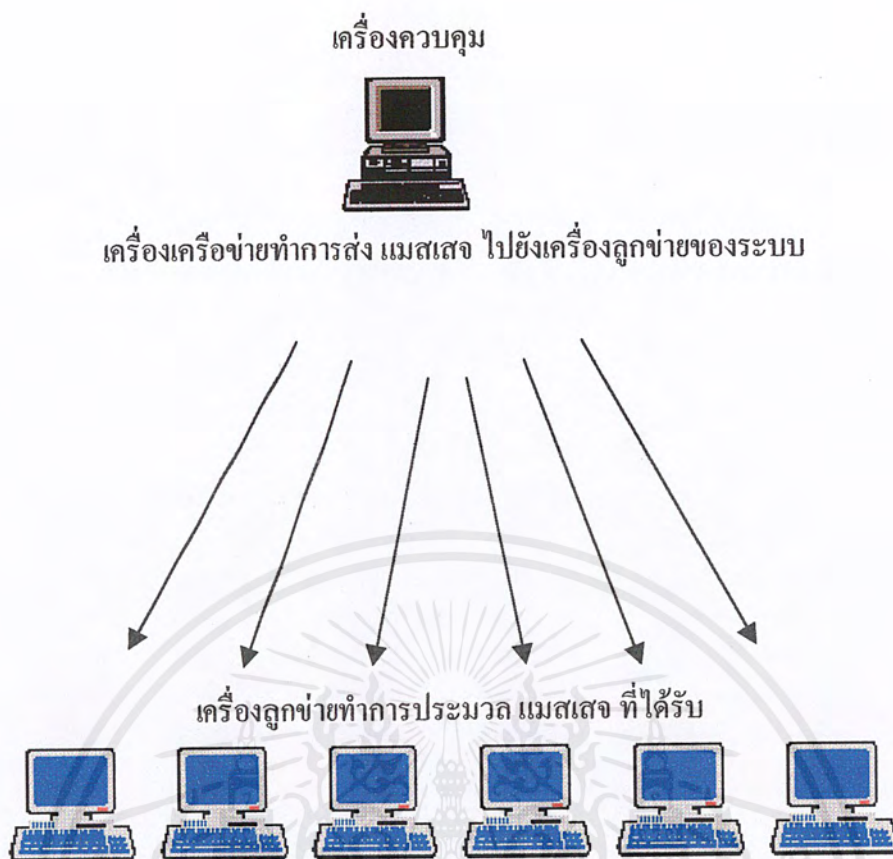 เครื่องควบคุม
เครื่องเครือข่ายทำการส่ง แมสเสจ ไปยังเครื่องลูกข่ายของระบบ
เครื่องลูกข่ายทำการประมวล แมสเสจ ที่ได้รับ